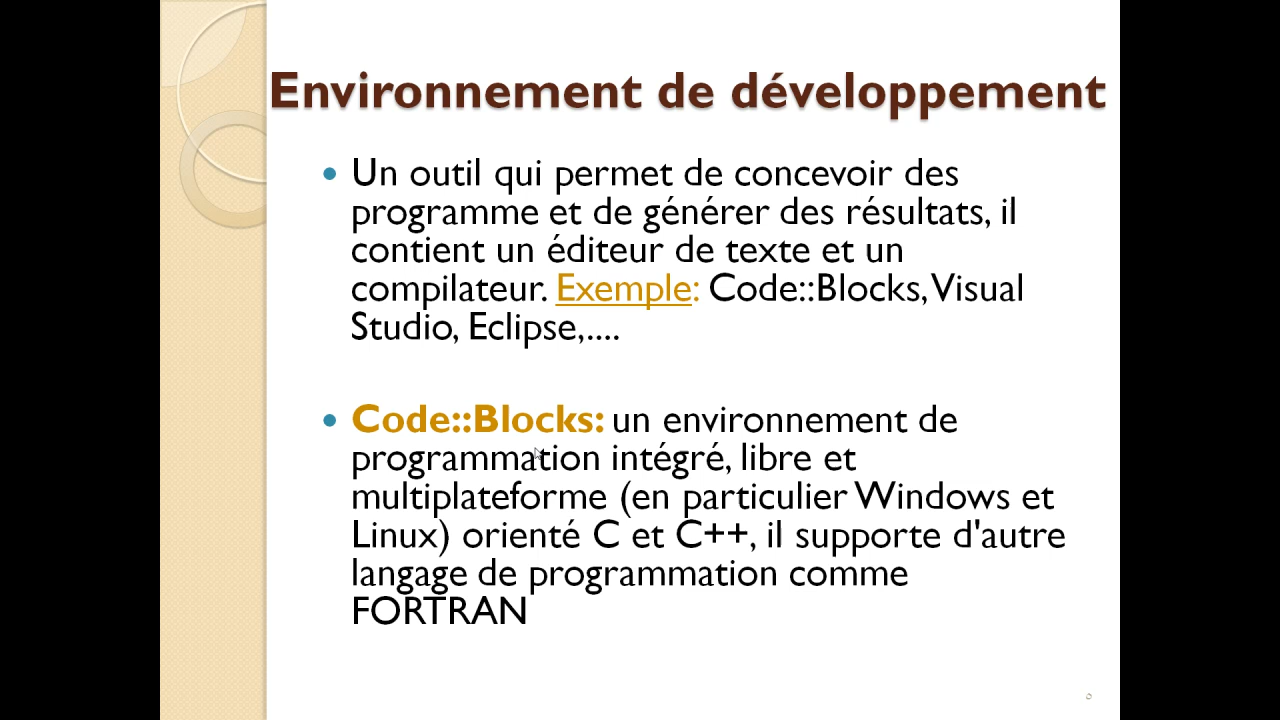 Environnement de développement
Un outil qui permet de concevoir des
programme et de générer des résultats, il
contient un éditeur de texte et un
compilateur. Exemple: Code::Blocks, Visual
Studio, Eclipse,....
Code::Blocks: un environnement de
programmation intégré, libre et
multiplateforme (en particulier Windows et
Linux) orienté C et C++, il supporte d'autre
langage de programmation comme
FORTRAN
٥